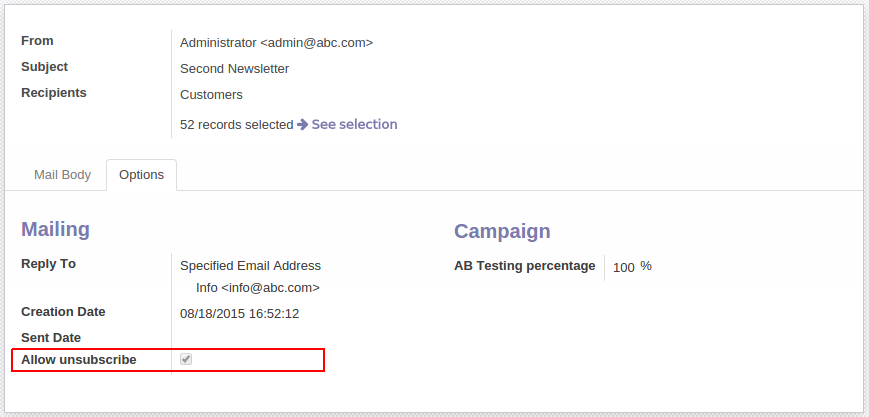 From Administrator <admin@abc.com>
Subject Second Newsletter
Recipients Customers
52 records selected See selection
Mail Body Options
Mailing
Reply To Specified Email Address
Info <info@abc.com>
Creation Date 08/18/2015 16:52:12
Sent Date
Allow unsubscribe
Campaign
AB Testing percentage 100 %